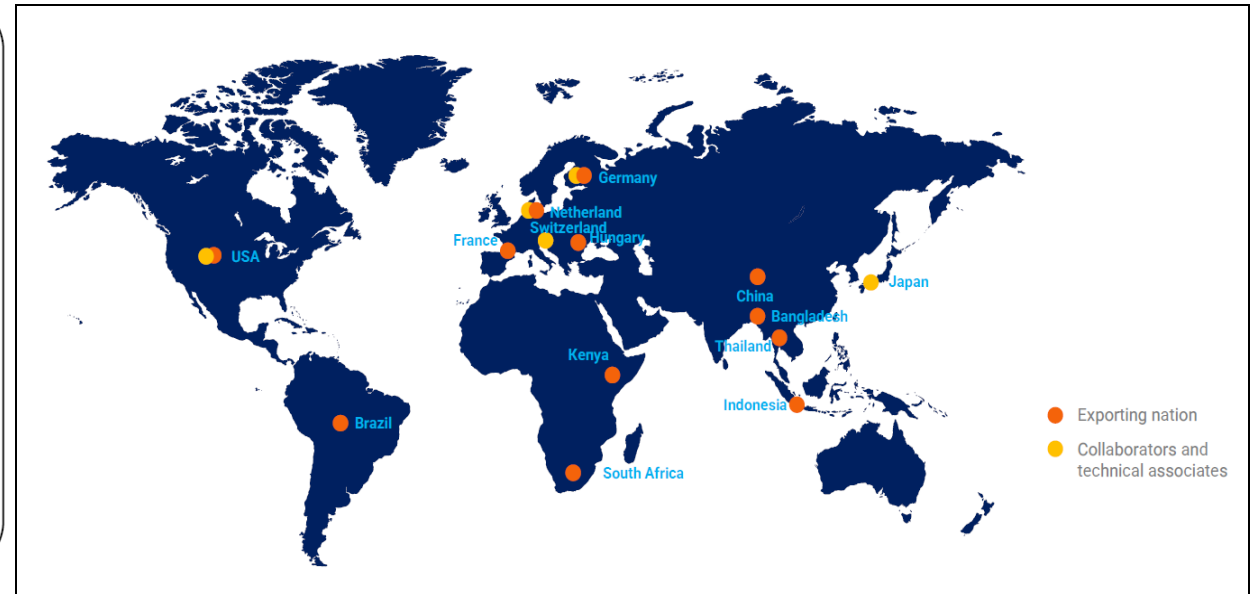 Germany
Netherland
Switzerland
France
Hungary
USA
China
Japan
Bangladesh
Thailand
Kenya
Indonesia
Brazil
South Africa
Exporting nation
Collaborators and
technical associates